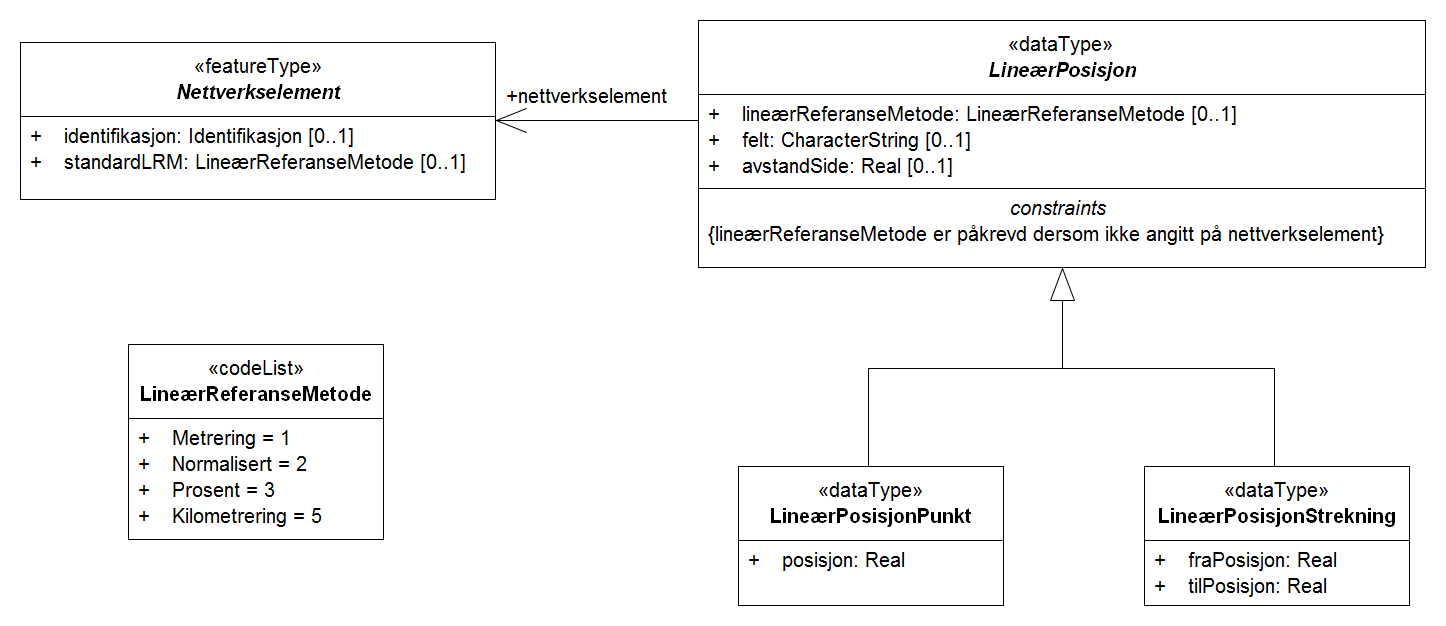 «featureType»
Nettverkselement
+ identifikasjon: Identifikasjon [0..1]
+ standardLRM: LineærReferanseMetode [0..1]
+nettverkselement
«dataType»
LineærPosisjon
+ lineærReferanseMetode: LineærReferanseMetode [0..1]
+ felt: CharacterString [0..1]
+ avstandSide: Real [0..1]
constraints
{lineærReferanseMetode er påkrevd dersom ikke angitt på nettverkselement}
«codeList»
LineærReferanseMetode
+ Metrering = 1
+ Normalisert = 2
+ Prosent = 3
+ Kilometrering = 5
«dataType»
LineærPosisjonPunkt
+ posisjon: Real
«dataType»
LineærPosisjonStrekning
+ fraPosisjon: Real
+ tilPosisjon: Real